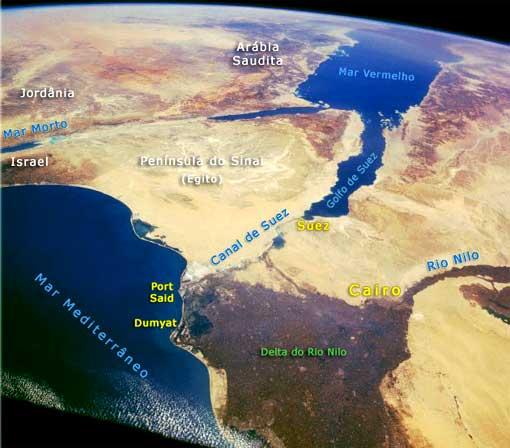 Arábia
Saudita
Mar Vermelho
Jordânia
Mar Morto
Israel
Península do Sinai
(Egito)
Golfo de Suez
Canal de Suez
Suez
Rio Nilo
Port
Said
Cairo
Dumyat
Mar Mediterrâneo
Delta do Rio Nilo